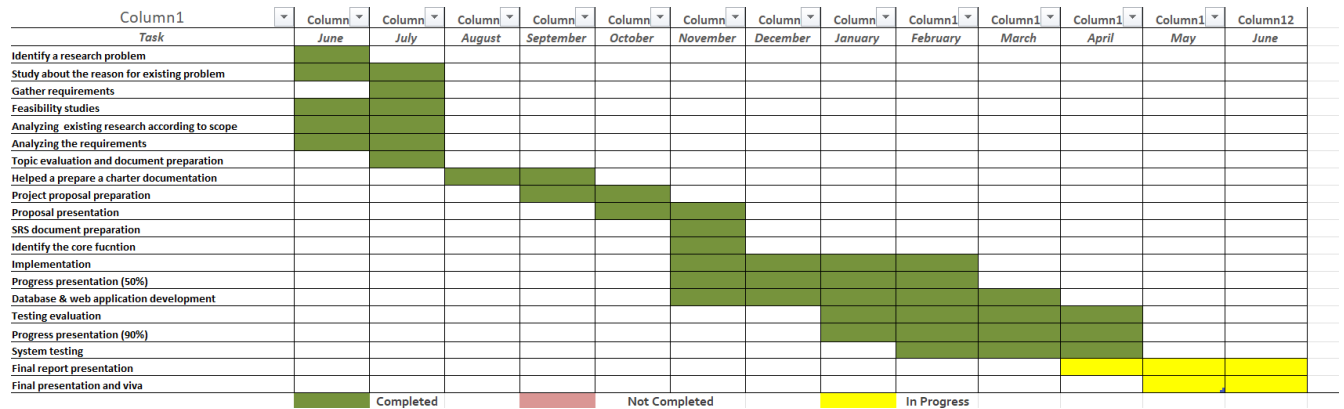 Column1 Column Column Column Column Column Column Column Column Column1 Column1 Column1 Column1 Column12
Task June July August September October November December January February March April May June
Identify a research problem
Study about the reason for existing problem
Gather requirements
Feasibility studies
Analyzing existing research according to scope
Analyzing the requirements
Topic evaluation and document preparation
Helped a prepare a charter documentation
Project proposal preparation
Proposal presentation
SRS document preparation
Identify the core fucntion
Implementation
Progress presentation (50%)
Database & web application development
Testing evaluation
Progress presentation (90%)
System testing
Final report presentation
Final presentation and viva
Completed Not Completed In Progress